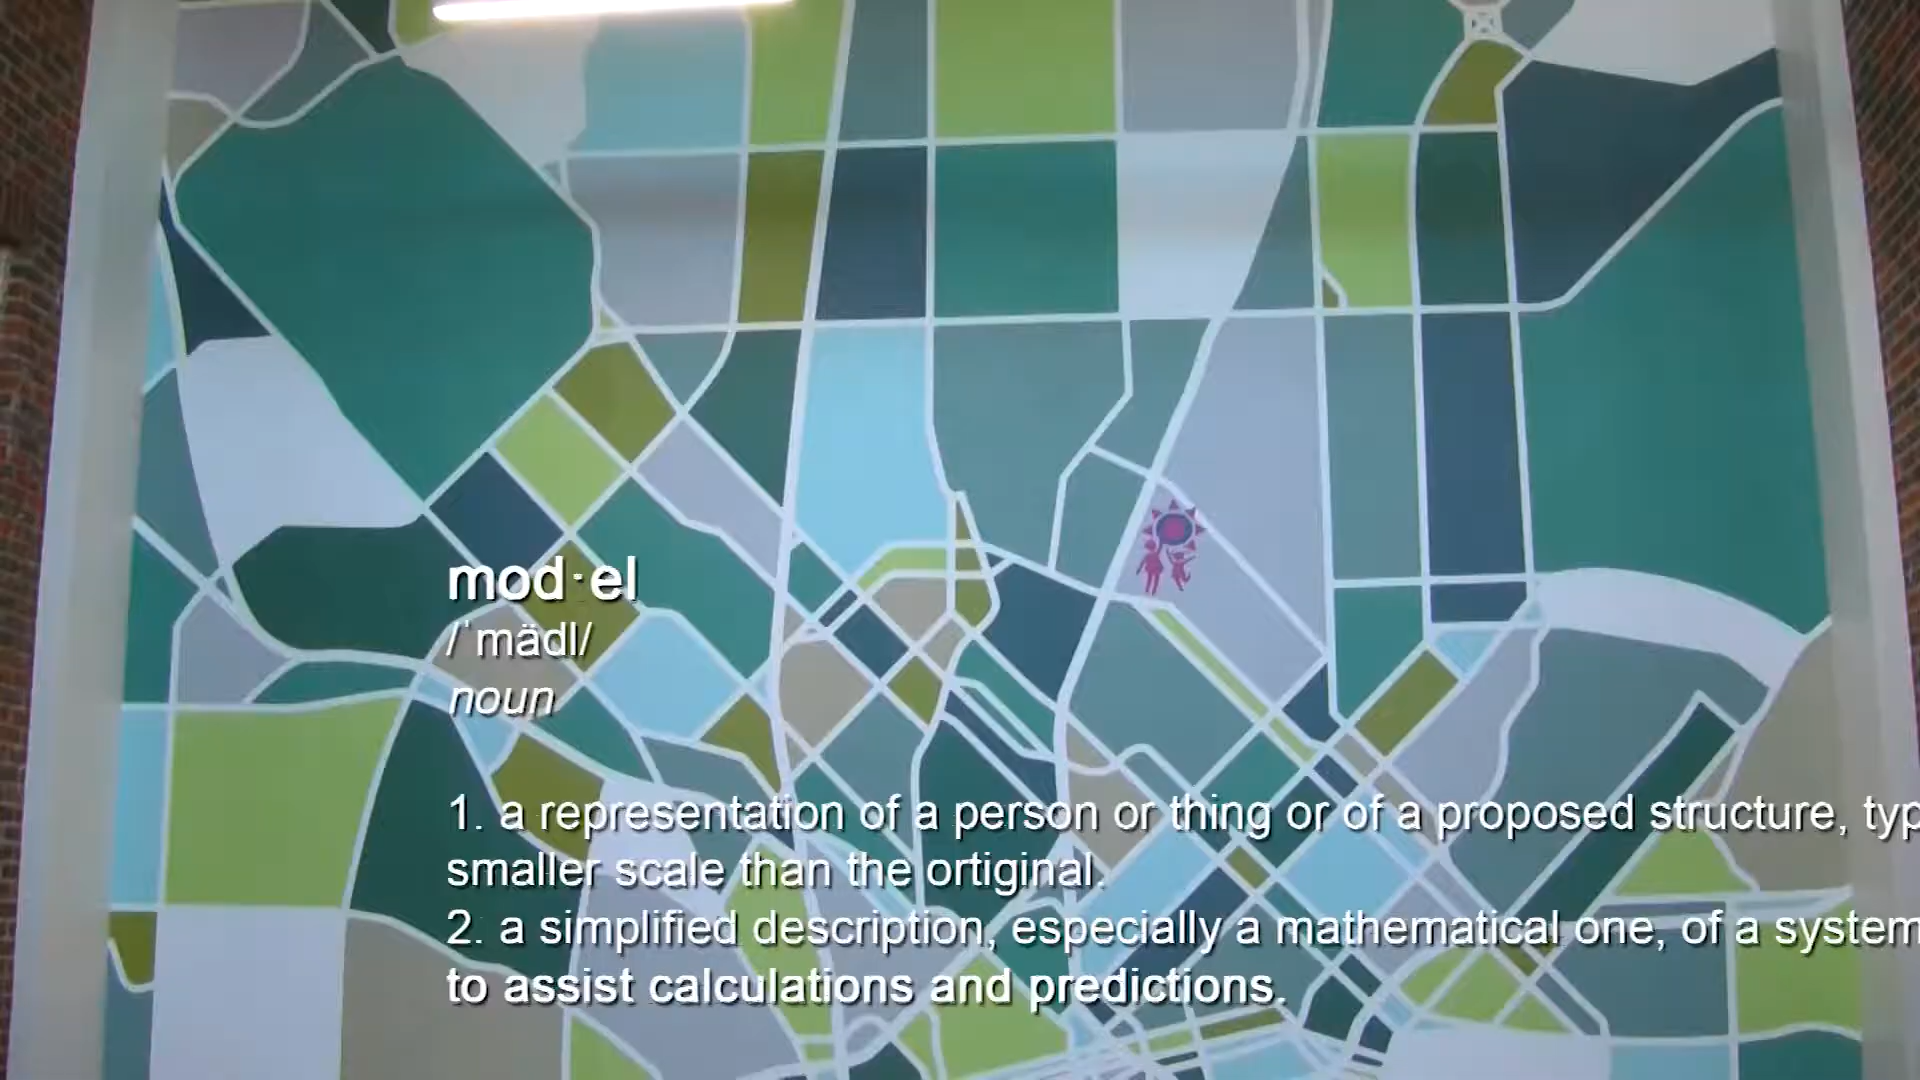 mod·el
/ˈmädl/
noun
1. a representation of a person or thing or of a proposed structure, typ
smaller scale than the ortiginal.
2. a simplified description, especially a mathematical one, of a system
to assist calculations and predictions.